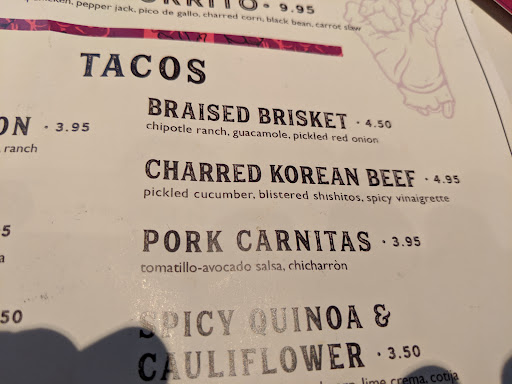 9.95
pepper jack, pico de gallo, charred corn, black bean, carrot slaw
TACOS
ON · 3.95
ranch
BRAISED BRISKET · 4.50
chipotle ranch, guacamole, pickled red onion
CHARRED KOREAN BEEF · 4.95
pickled cucumber, blistered shishitos, spicy vinaigrette
PORK CARNITAS · 3.95
tomatillo-avocado salsa, chicharròn
SPICY QUINOA &
CAULIFLOWER · 3.50
lime crema, cotija